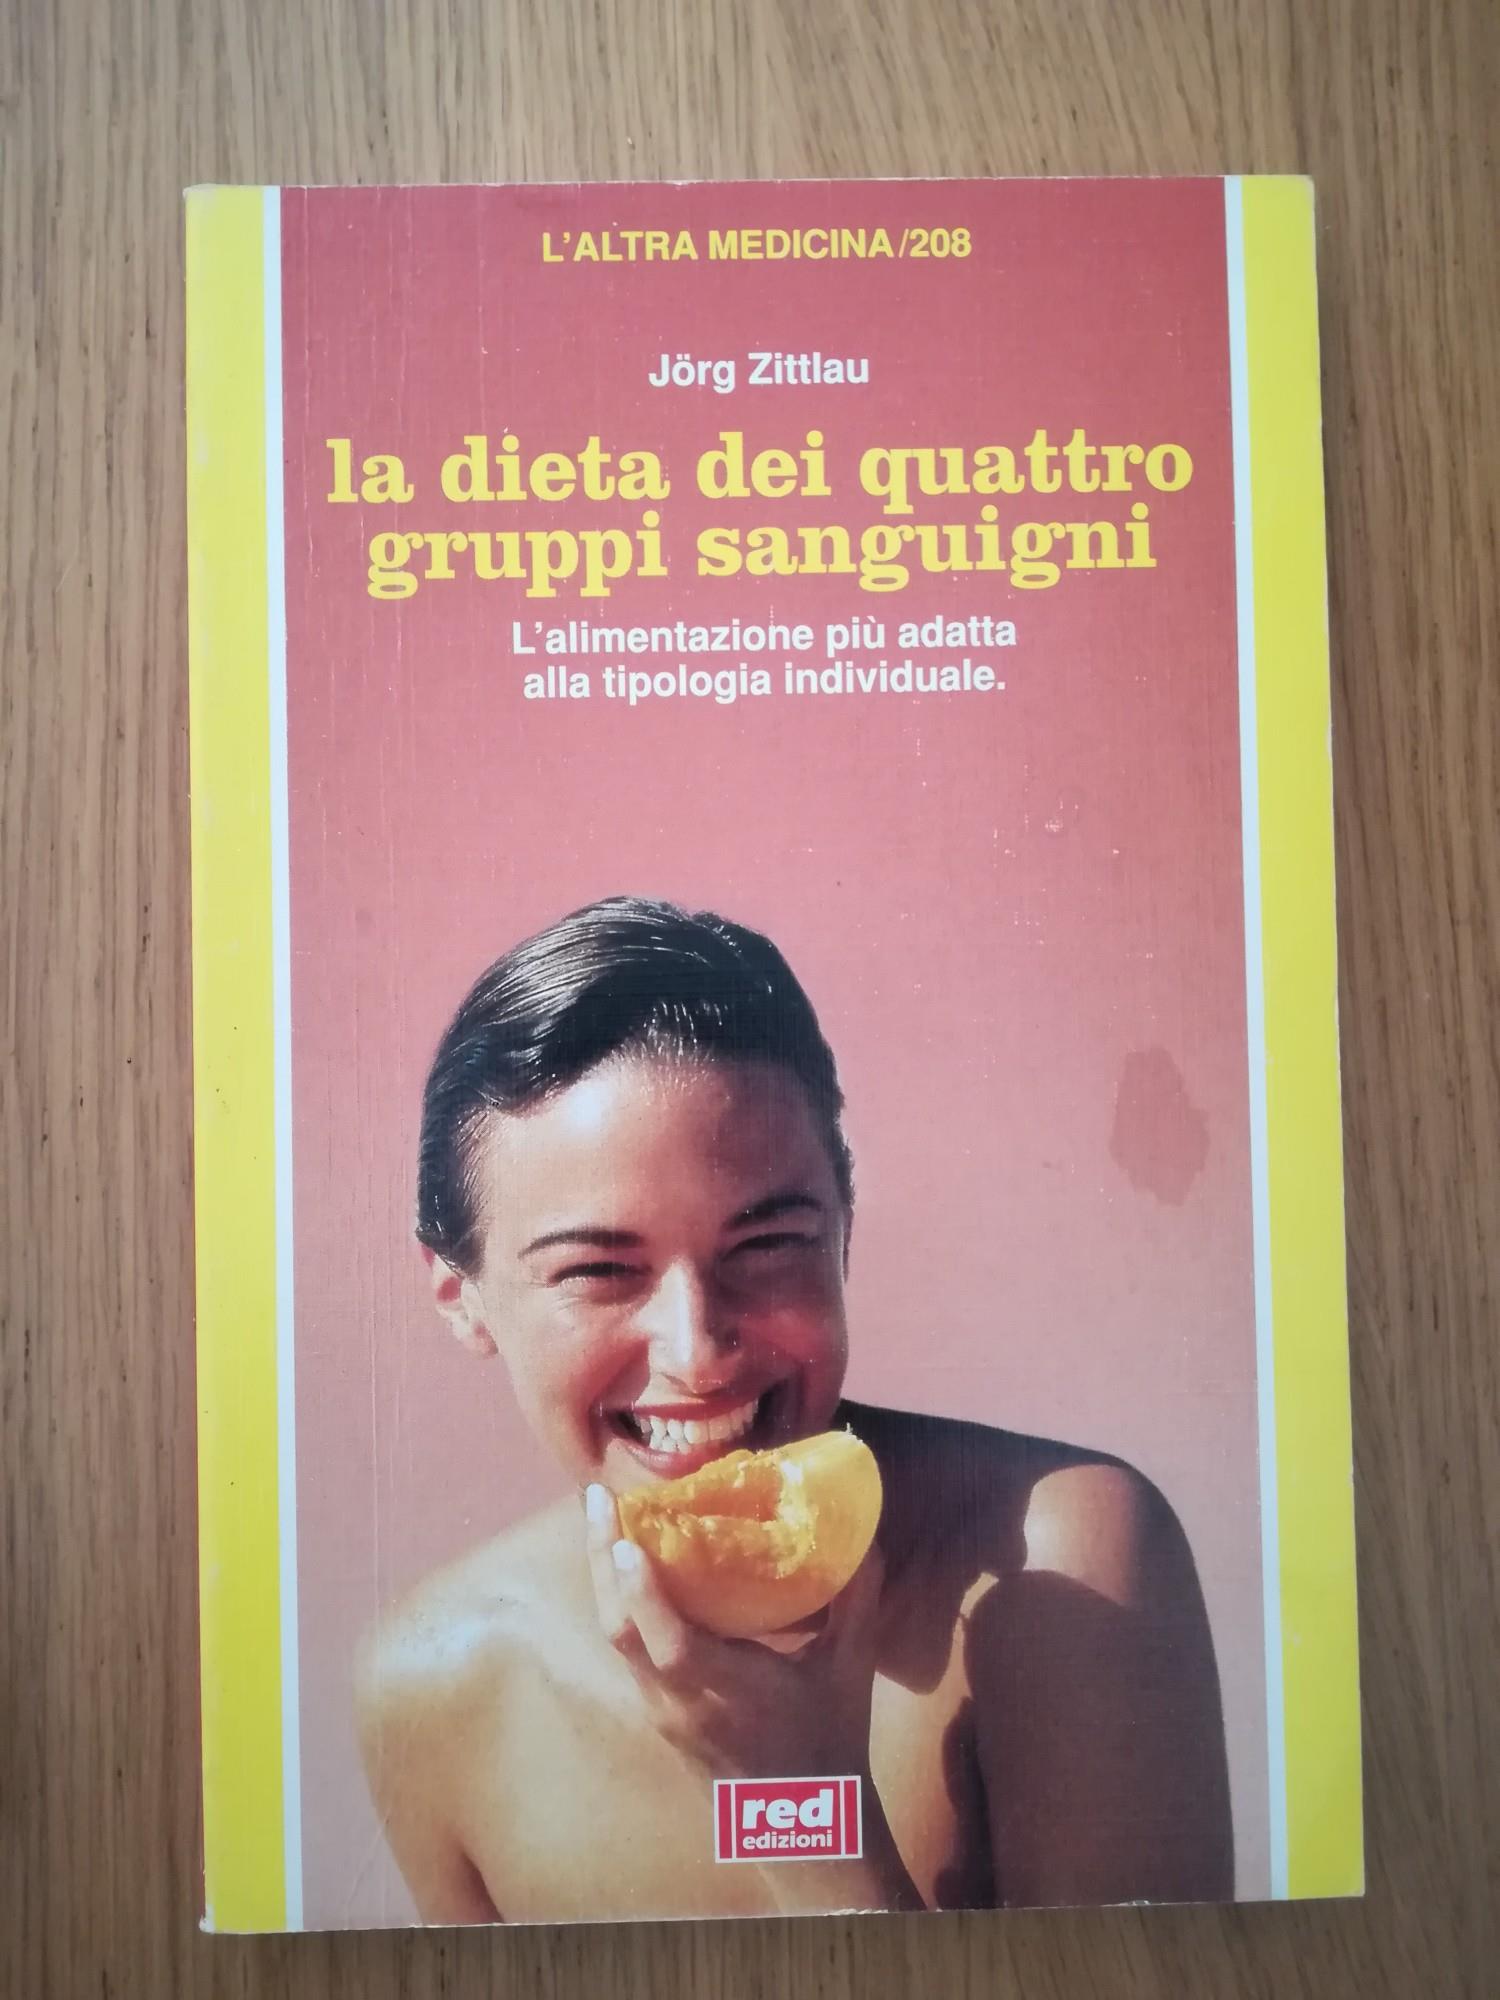 L'ALTRA MEDICINA/208
Jörg Zittlau
la dieta dei quattro
gruppi sanguigni
L'alimentazione più adatta
alla tipologia individuale.
red
edizioni